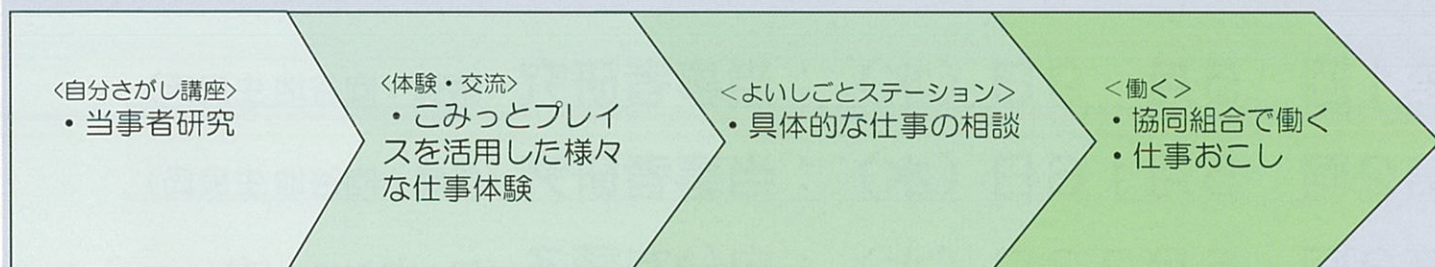 <自分さがし講座>
・当事者研究
<体験・交流>
・こみっとプレイ
スを活用した様々
な仕事体験
<よいしごとステーション>
・具体的な仕事の相談
<働く>
・協同組合で働く
・仕事おこし